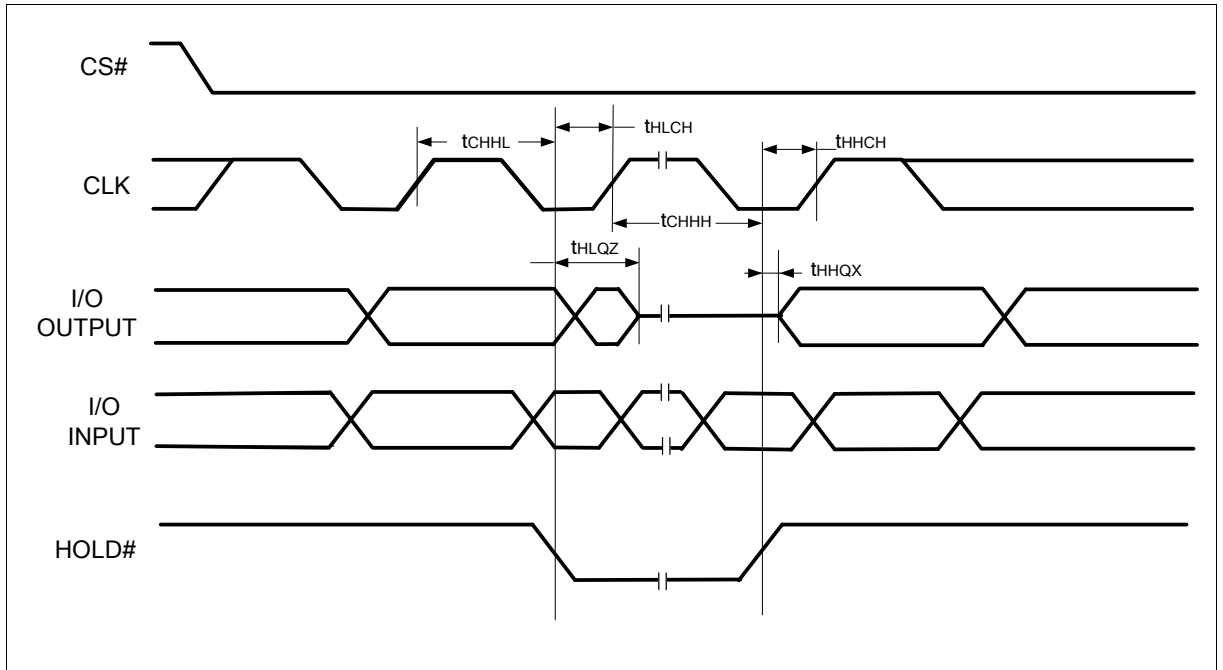 CS#
tHLCH
tCHHL
tHHCH
CLK
tCHHH
tHLQZ
tHHQX
I/O
OUTPUT
I/O
INPUT
HOLD#